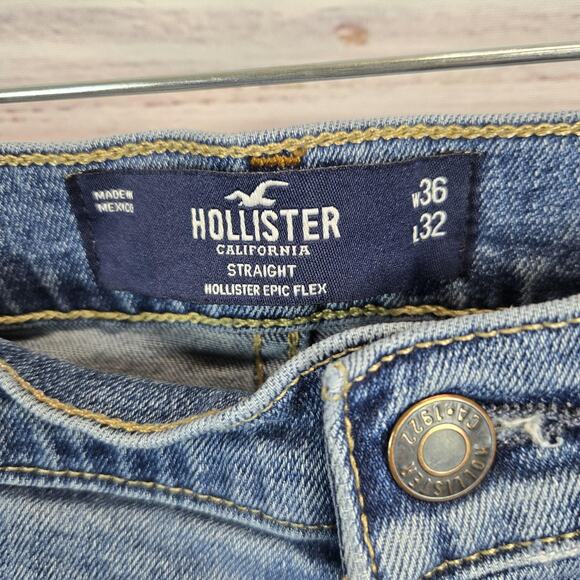 MADE IN
MEXICO
HOLLISTER
CALIFORNIA
STRAIGHT
HOLLISTER EPIC FLEX
W36
L32
HOLLISTER
CA • 1922